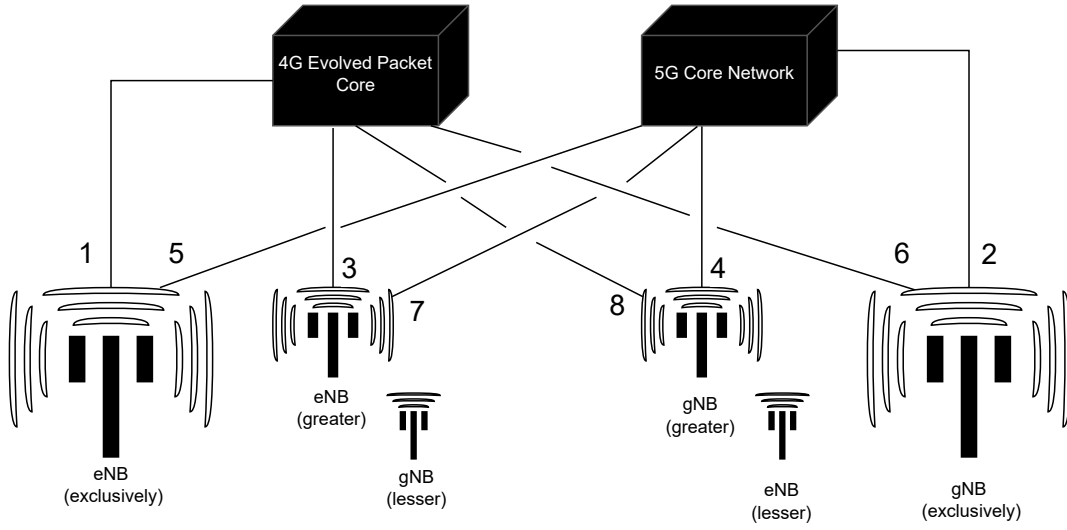 4G Evolved Packet
Core
5G Core Network
1
5
3
7
8
4
6
2
eNB
(greater)
gNB
(greater)
eNB
(exclusively)
gNB
(lesser)
eNB
(lesser)
gNB
(exclusively)